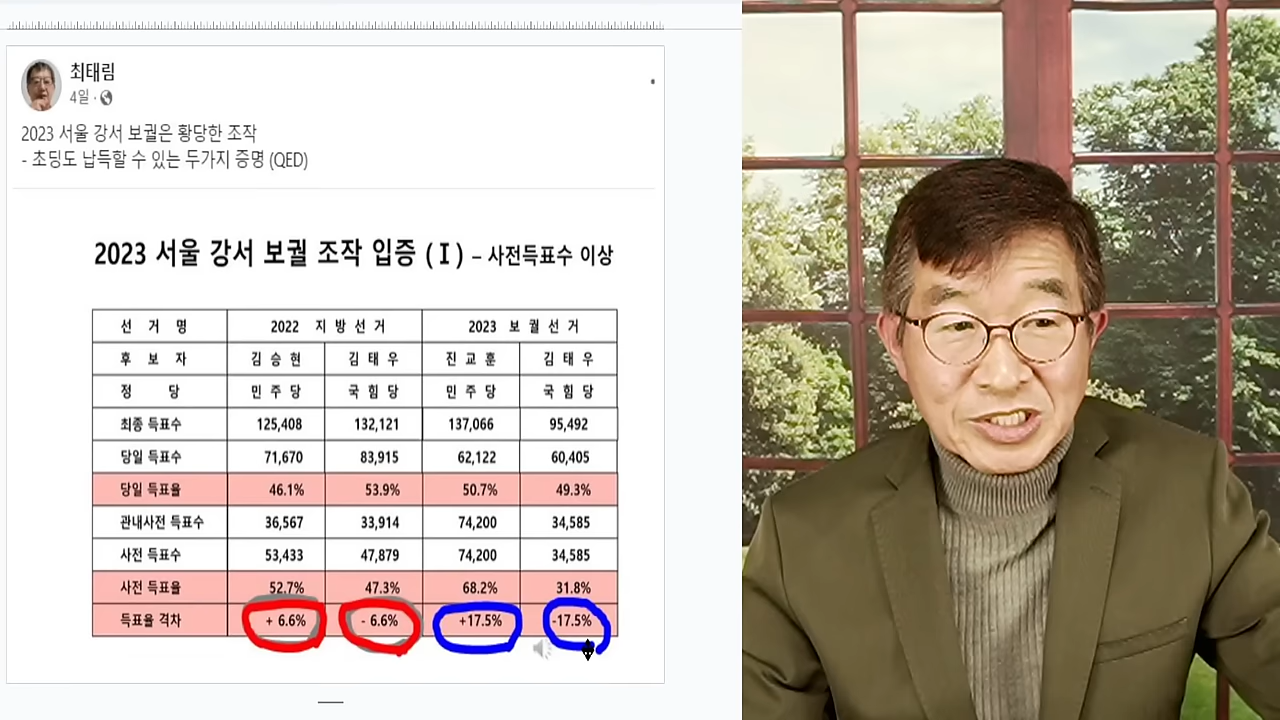 최태림
4일 ·
2023 서울 강서 보궐은 황당한 조작
- 초딩도 납득할 수 있는 두가지 증명 (QED)
2023 서울 강서 보궐 조작 입증 ( I ) – 사전득표수 이상
선 거 명 2022 지 방 선 거 2023 보 궐 선 거
후 보 자 김 승 현 김 태 우 진 교 훈 김 태 우
정 당 민 주 당 국 힘 당 민 주 당 국 힘 당
최종 득표수 125,408 132,121 137,066 95,492
당일 득표수 71,670 83,915 62,122 60,405
당일 득표율 46.1% 53.9% 50.7% 49.3%
관내사전 득표수 36,567 33,914 74,200 34,585
사전 득표수 53,433 47,879 74,200 34,585
사전 득표율 52.7% 47.3% 68.2% 31.8%
득표율 격차 + 6.6% - 6.6% +17.5% -17.5%